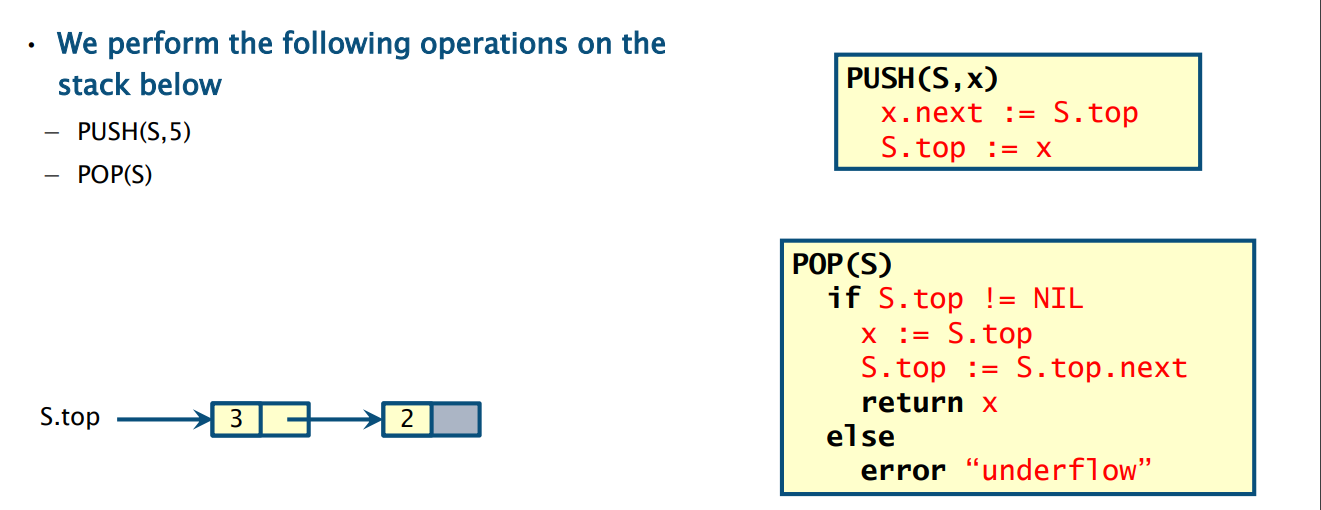 • We perform the following operations on the
stack below
– PUSH(S,5)
– POP(S)
PUSH(S,x)
x.next := S.top
S.top := x
POP(S)
if S.top != NIL
x := S.top
S.top := S.top.next
return x
else
error “underflow”
S.top
3
2